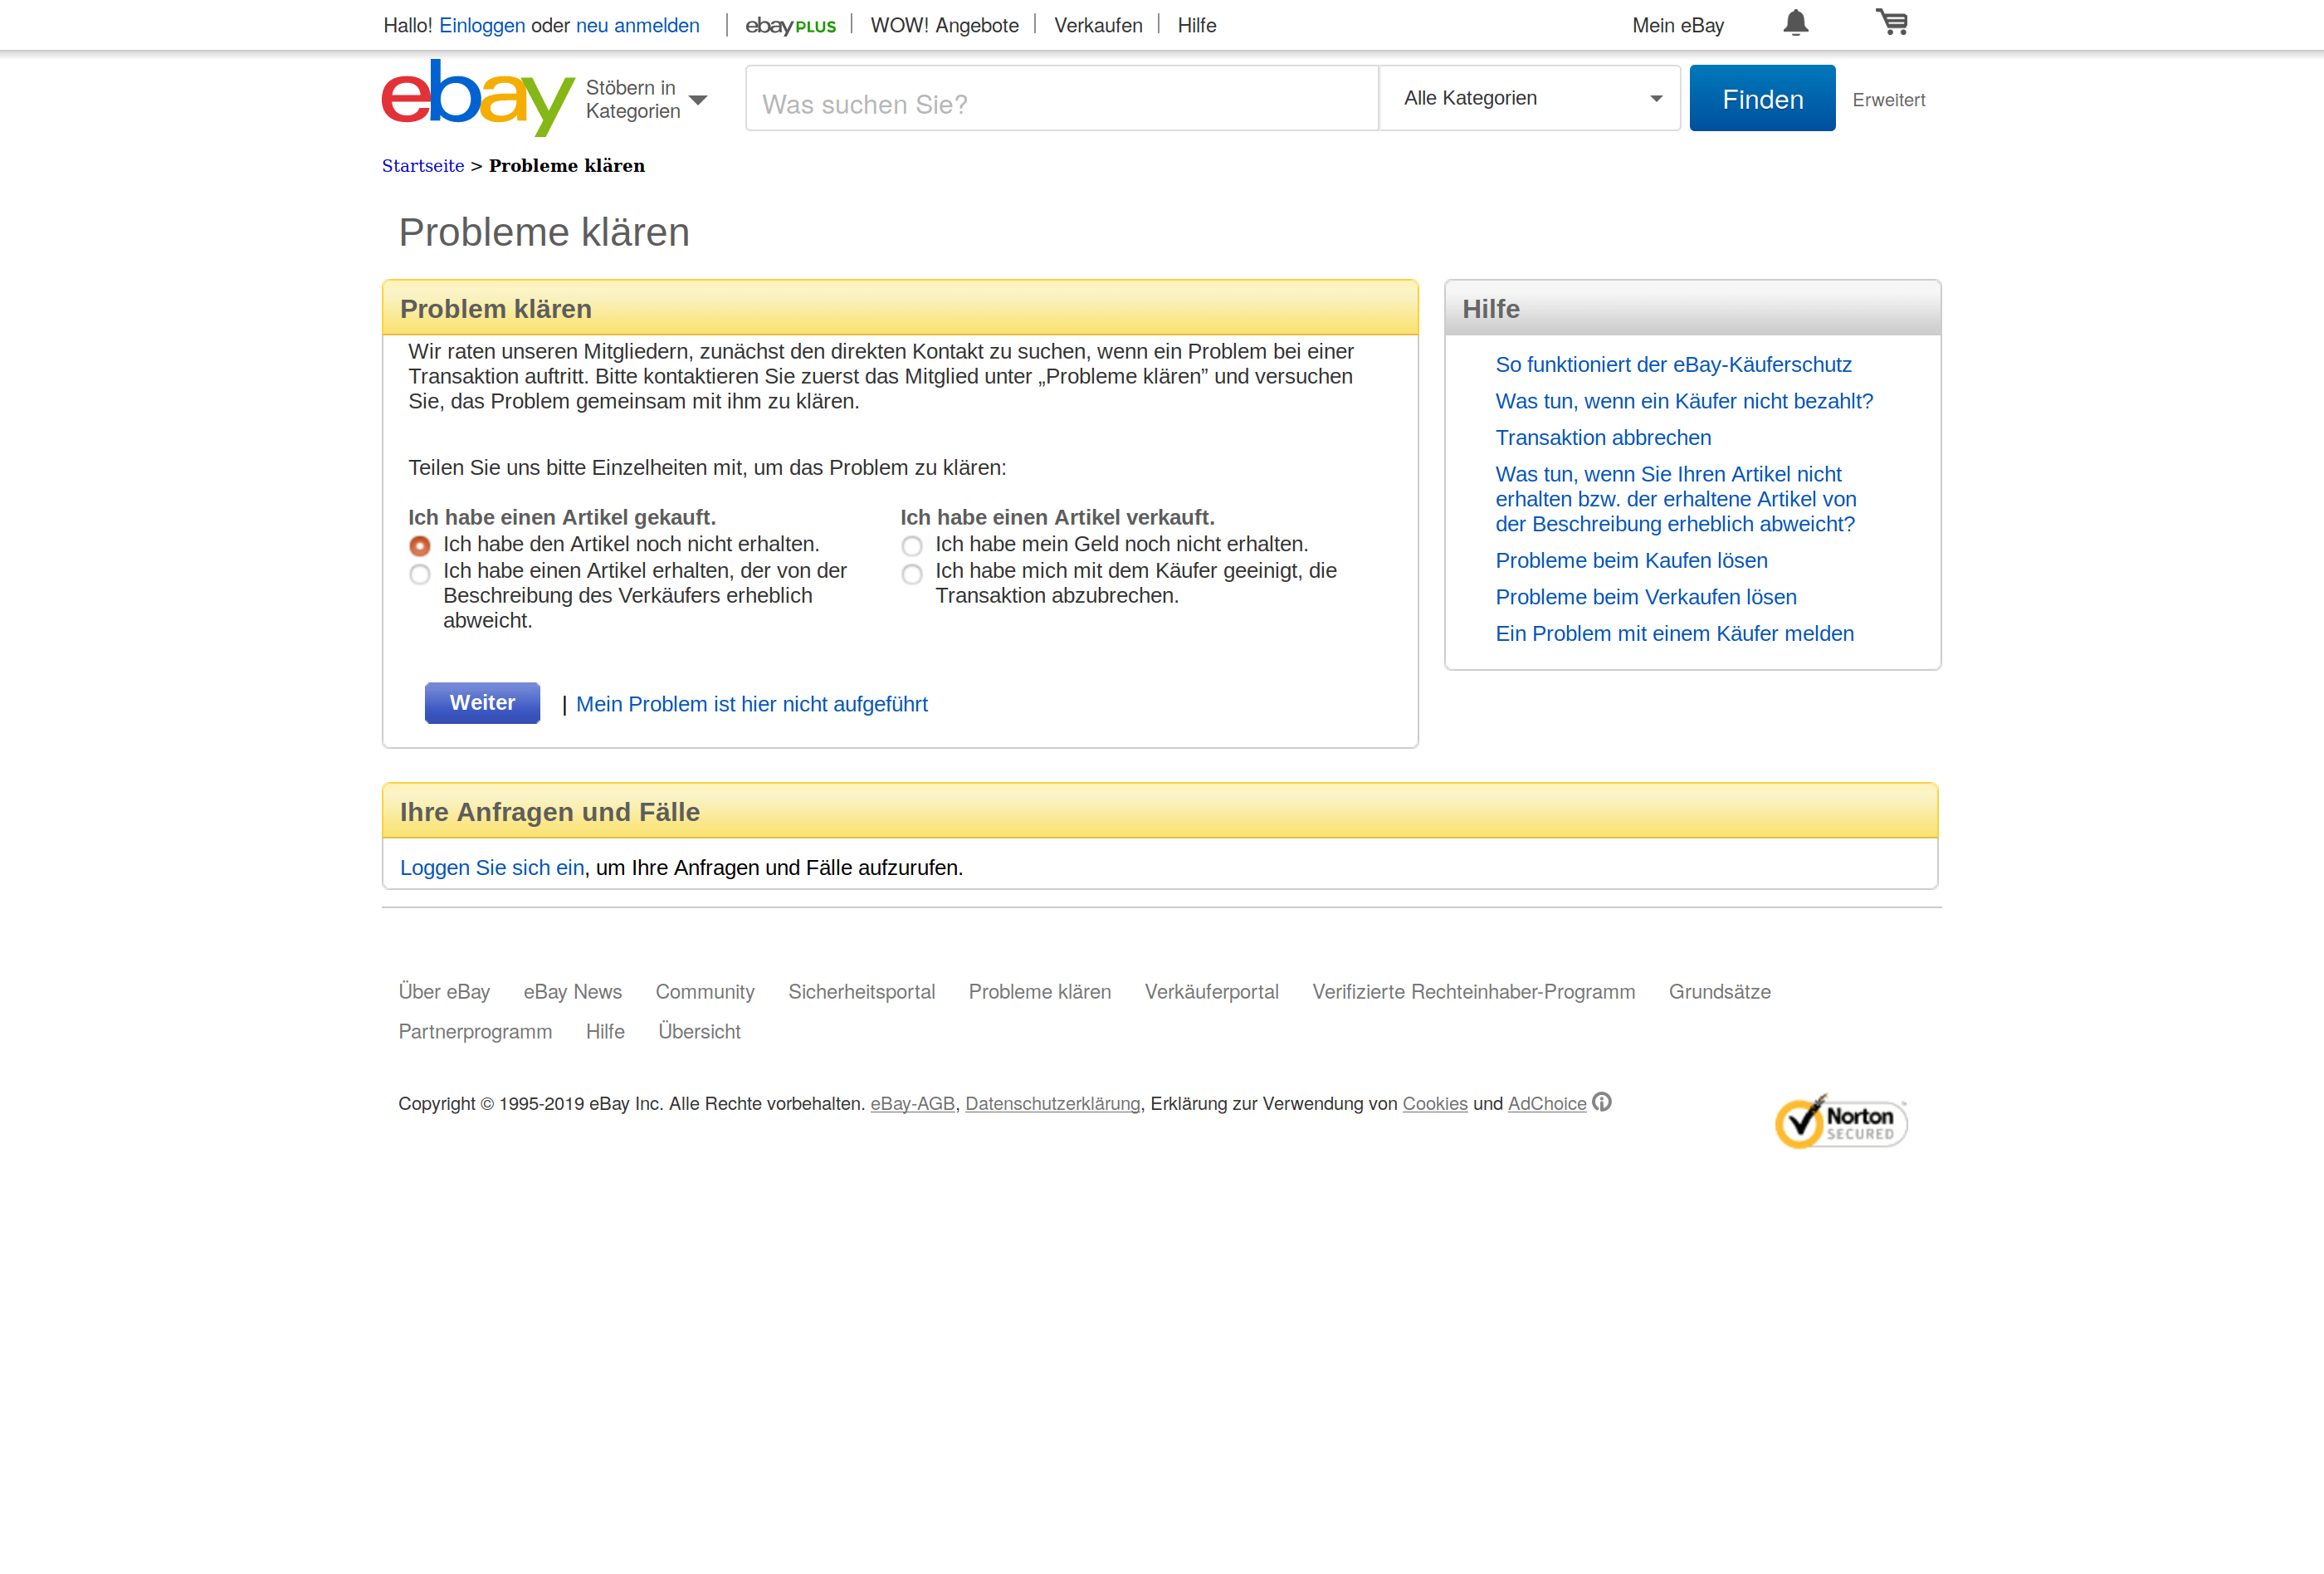 Hallo! Einloggen oder neu anmelden
ebay PLUS
WOW! Angebote
Verkaufen
Hilfe
Mein eBay
ebay
Stöbern in
Kategorien
Was suchen Sie?
Alle Kategorien
Finden
Erweitert
Startseite > Probleme klären
Probleme klären
Problem klären
Wir raten unseren Mitgliedern, zunächst den direkten Kontakt zu suchen, wenn ein Problem bei einer
Transaktion auftritt. Bitte kontaktieren Sie zuerst das Mitglied unter „Probleme klären” und versuchen
Sie, das Problem gemeinsam mit ihm zu klären.
Teilen Sie uns bitte Einzelheiten mit, um das Problem zu klären:
Ich habe einen Artikel gekauft.
Ich habe den Artikel noch nicht erhalten.
Ich habe einen Artikel erhalten, der von der
Beschreibung des Verkäufers erheblich
abweicht.
Ich habe einen Artikel verkauft.
Ich habe mein Geld noch nicht erhalten.
Ich habe mich mit dem Käufer geeinigt, die
Transaktion abzubrechen.
Weiter
| Mein Problem ist hier nicht aufgeführt
Hilfe
So funktioniert der eBay-Käuferschutz
Was tun, wenn ein Käufer nicht bezahlt?
Transaktion abbrechen
Was tun, wenn Sie Ihren Artikel nicht
erhalten bzw. der erhaltene Artikel von
der Beschreibung erheblich abweicht?
Probleme beim Kaufen lösen
Probleme beim Verkaufen lösen
Ein Problem mit einem Käufer melden
Ihre Anfragen und Fälle
Loggen Sie sich ein, um Ihre Anfragen und Fälle aufzurufen.
Über eBay eBay News Community Sicherheitsportal Probleme klären Verkäuferportal Verifizierte Rechteinhaber-Programm Grundsätze
Partnerprogramm Hilfe Übersicht
Copyright © 1995-2019 eBay Inc. Alle Rechte vorbehalten. eBay-AGB, Datenschutzerklärung, Erklärung zur Verwendung von Cookies und AdChoice
Norton
SECURED